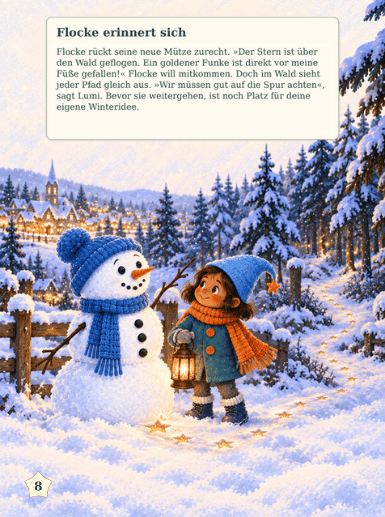 Flocke erinnert sich
Flocke rückt seine neue Mütze zurecht. »Der Stern ist über
den Wald geflogen. Ein goldener Funke ist direkt vor meine
Füße gefallen!« Flocke will mitkommen. Doch im Wald sieht
jeder Pfad gleich aus. »Wir müssen gut auf die Spur achten«,
sagt Lumi. Bevor sie weitergehen, ist noch Platz für deine
eigene Winteridee.
8